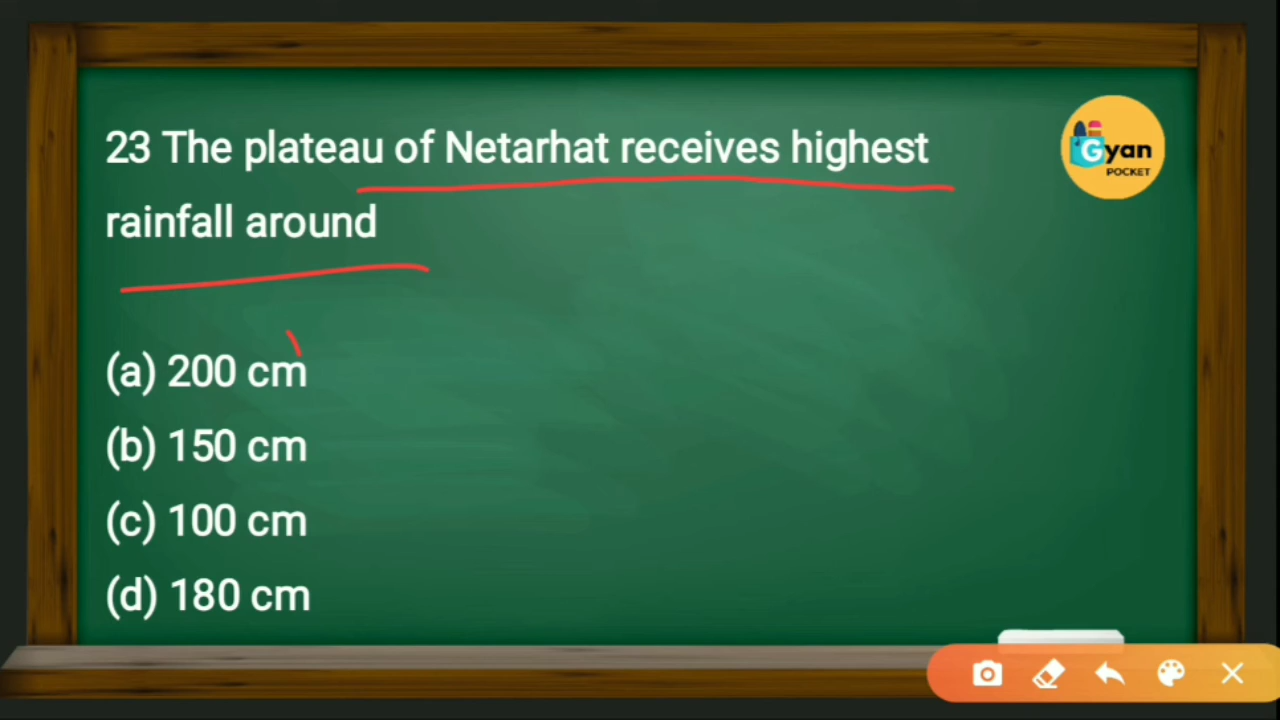 23 The plateau of Netarhat receives highest
rainfall around
(a) 200 cm
(b) 150 cm
(c) 100 cm
(d) 180 cm
Gyan
POCKET